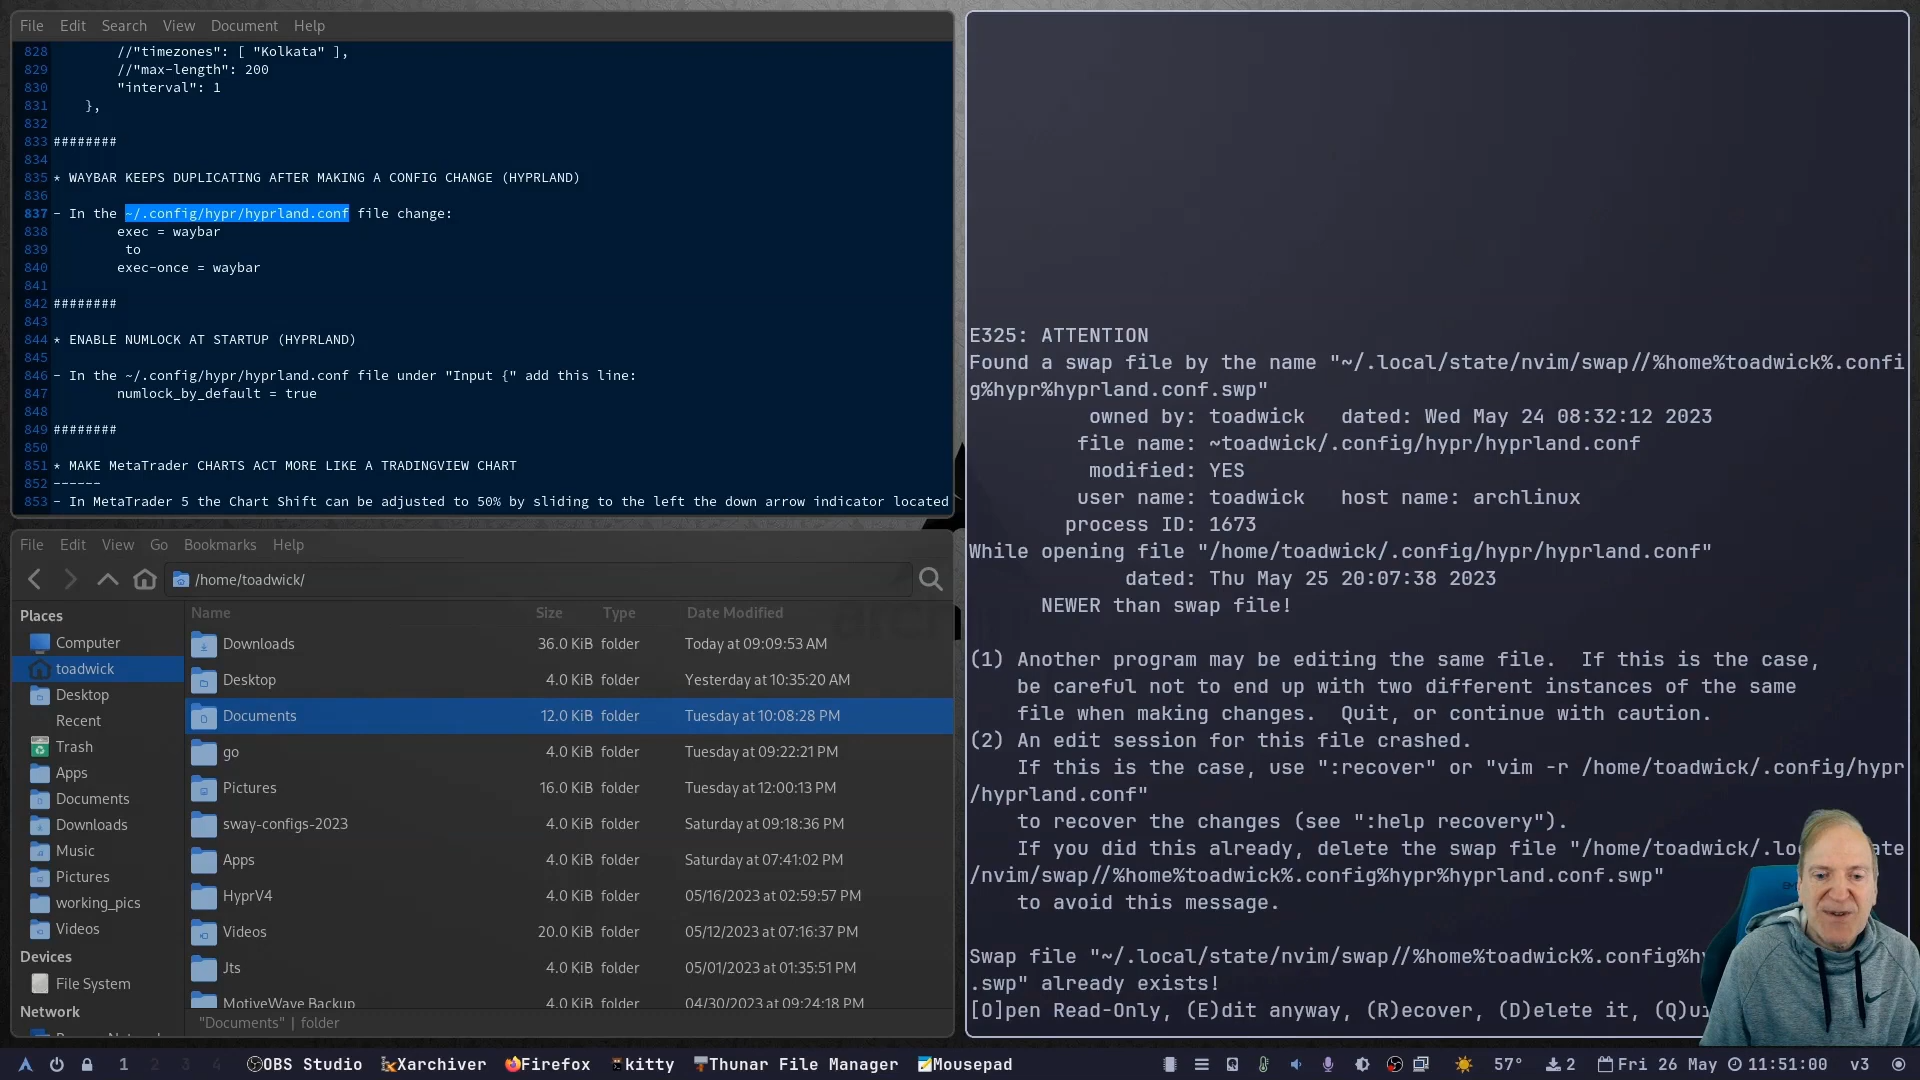 File Edit Search View Document Help
828 //"timezones": [ "Kolkata" ],
829 //"max-length": 200
830 "interval": 1
831 },
832
833 ########
834
835 * WAYBAR KEEPS DUPLICATING AFTER MAKING A CONFIG CHANGE (HYPRLAND)
836
837 - In the ~/.config/hypr/hyprland.conf file change:
838 exec = waybar
839 to
840 exec-once = waybar
841
842 ########
843
844 * ENABLE NUMLOCK AT STARTUP (HYPRLAND)
845
846 - In the ~/.config/hypr/hyprland.conf file under "Input {" add this line:
847 numlock_by_default = true
848
849 ########
850
851 * MAKE MetaTrader CHARTS ACT MORE LIKE A TRADINGVIEW CHART
852 ------
853 - In MetaTrader 5 the Chart Shift can be adjusted to 50% by sliding to the left the down arrow indicator located
File Edit View Go Bookmarks Help
/home/toadwick/
Places
Computer
toadwick
Desktop
Recent
Trash
Apps
Documents
Downloads
Music
Pictures
working_pics
Videos
Devices
File System
Network
Name Size Type Date Modified
Downloads 36.0 KiB folder Today at 09:09:53 AM
Desktop 4.0 KiB folder Yesterday at 10:35:20 AM
Documents 12.0 KiB folder Tuesday at 10:08:28 PM
go 4.0 KiB folder Tuesday at 09:22:21 PM
Pictures 16.0 KiB folder Tuesday at 12:00:13 PM
sway-configs-2023 4.0 KiB folder Saturday at 09:18:36 PM
Apps 4.0 KiB folder Saturday at 07:41:02 PM
HyprV4 4.0 KiB folder 05/16/2023 at 02:59:57 PM
Videos 20.0 KiB folder 05/12/2023 at 07:16:37 PM
Jts 4.0 KiB folder 05/01/2023 at 01:35:51 PM
MotiveWave Backup 4.0 KiB folder 04/30/2023 at 09:24:18 PM
"Documents" | folder
E325: ATTENTION
Found a swap file by the name "~/.local/state/nvim/swap//%home%toadwick%.confi
g%hypr%hyprland.conf.swp"
owned by: toadwick dated: Wed May 24 08:32:12 2023
file name: ~toadwick/.config/hypr/hyprland.conf
modified: YES
user name: toadwick host name: archlinux
process ID: 1673
While opening file "/home/toadwick/.config/hypr/hyprland.conf"
dated: Thu May 25 20:07:38 2023
NEWER than swap file!
(1) Another program may be editing the same file. If this is the case,
be careful not to end up with two different instances of the same
file when making changes. Quit, or continue with caution.
(2) An edit session for this file crashed.
If this is the case, use ":recover" or "vim -r /home/toadwick/.config/hypr
/hyprland.conf"
to recover the changes (see ":help recovery").
If you did this already, delete the swap file "/home/toadwick/.lo
/nvim/swap//%home%toadwick%.config%hypr%hyprland.conf.swp"
to avoid this message.
Swap file "~/.local/state/nvim/swap//%home%toadwick%.config%hy
.swp" already exists!
[O]pen Read-Only, (E)dit anyway, (R)ecover, (D)elete it, (Q)u
1 2 3 4 OBS Studio Xarchiver Firefox kitty Thunar File Manager Mousepad 57° 2 Fri 26 May 11:51:00 v3